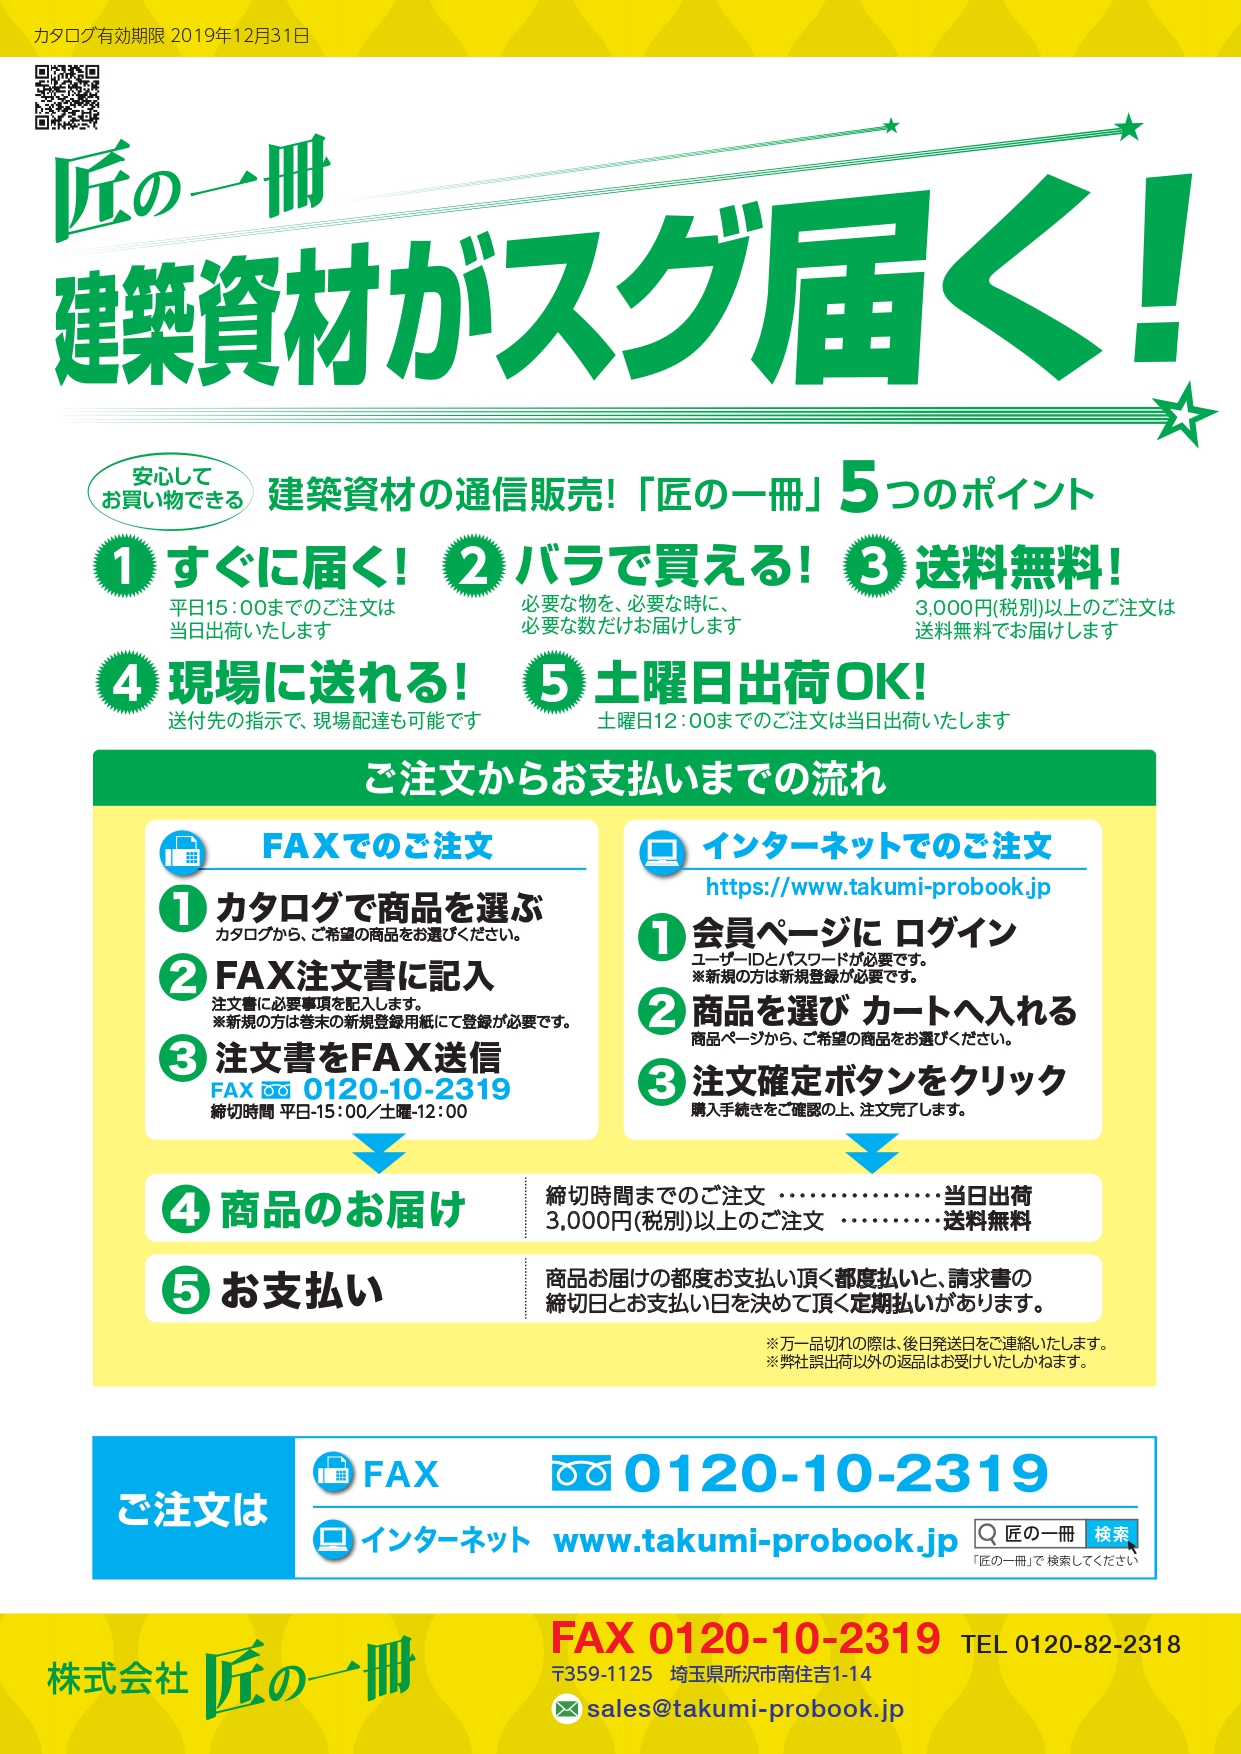 カタログ有効期限 2019年12月31日
匠の一冊
建築資材がスグ届く!
安心して
お買い物できる
建築資材の通信販売!「匠の一冊」5つのポイント
1 すぐに届く!
平日15:00までのご注文は
当日出荷いたします
2 バラで買える!
必要な物を、必要な時に、
必要な数だけお届けします
3 送料無料!
3,000円(税別)以上のご注文は
送料無料でお届けします
4 現場に送れる!
送付先の指示で、現場配達も可能です
5 土曜日出荷OK!
土曜日12:00までのご注文は当日出荷いたします
ご注文からお支払いまでの流れ
FAXでのご注文
1 カタログで商品を選ぶ
カタログから、ご希望の商品をお選びください。
2 FAX注文書に記入
注文書に必要事項を記入します。
※新規の方は巻末の新規登録用紙にて登録が必要です。
3 注文書をFAX送信
FAX 0120-10-2319
締切時間 平日-15:00/土曜-12:00
インターネットでのご注文
https://www.takumi-probook.jp
1 会員ページに ログイン
ユーザーIDとパスワードが必要です。
※新規の方は新規登録が必要です。
2 商品を選び カートへ入れる
商品ページから、ご希望の商品をお選びください。
3 注文確定ボタンをクリック
購入手続きをご確認の上、注文完了します。
4 商品のお届け
締切時間までのご注文 ················当日出荷
3,000円(税別)以上のご注文 ··········送料無料
5 お支払い
商品お届けの都度お支払い頂く都度払いと、請求書の
締切日とお支払い日を決めて頂く定期払いがあります。
※万一品切れの際は、後日発送日をご連絡いたします。
※弊社誤出荷以外の返品はお受けいたしかねます。
ご注文は
FAX 0120-10-2319
インターネット www.takumi-probook.jp
匠の一冊 検索
「匠の一冊」で 検索してください
株式会社 匠の一冊
FAX 0120-10-2319 TEL 0120-82-2318
〒359-1125 埼玉県所沢市南住吉1-14
sales@takumi-probook.jp